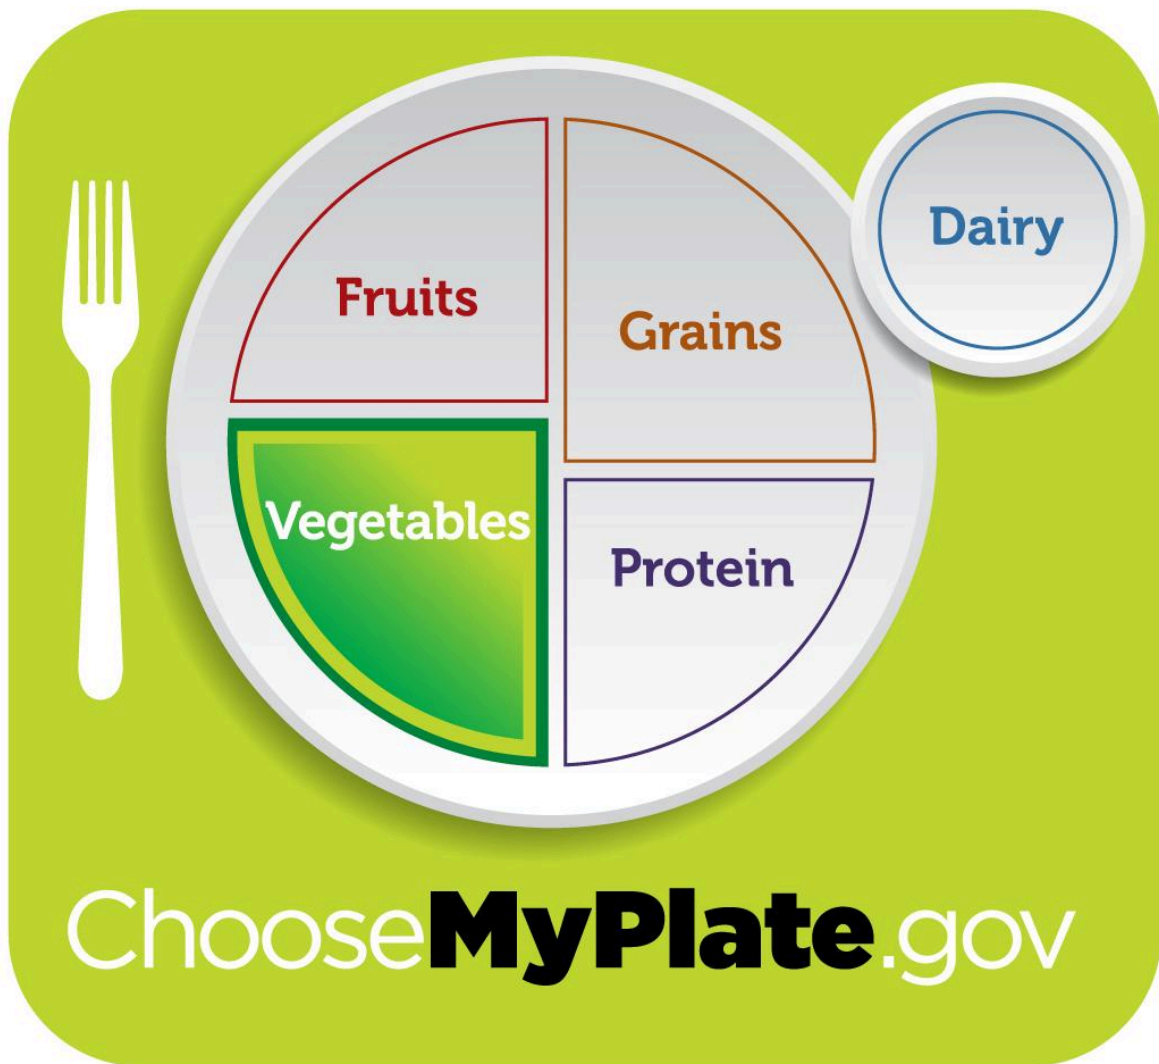 Dairy
Fruits
Grains
Vegetables
Protein
ChooseMyPlate.gov